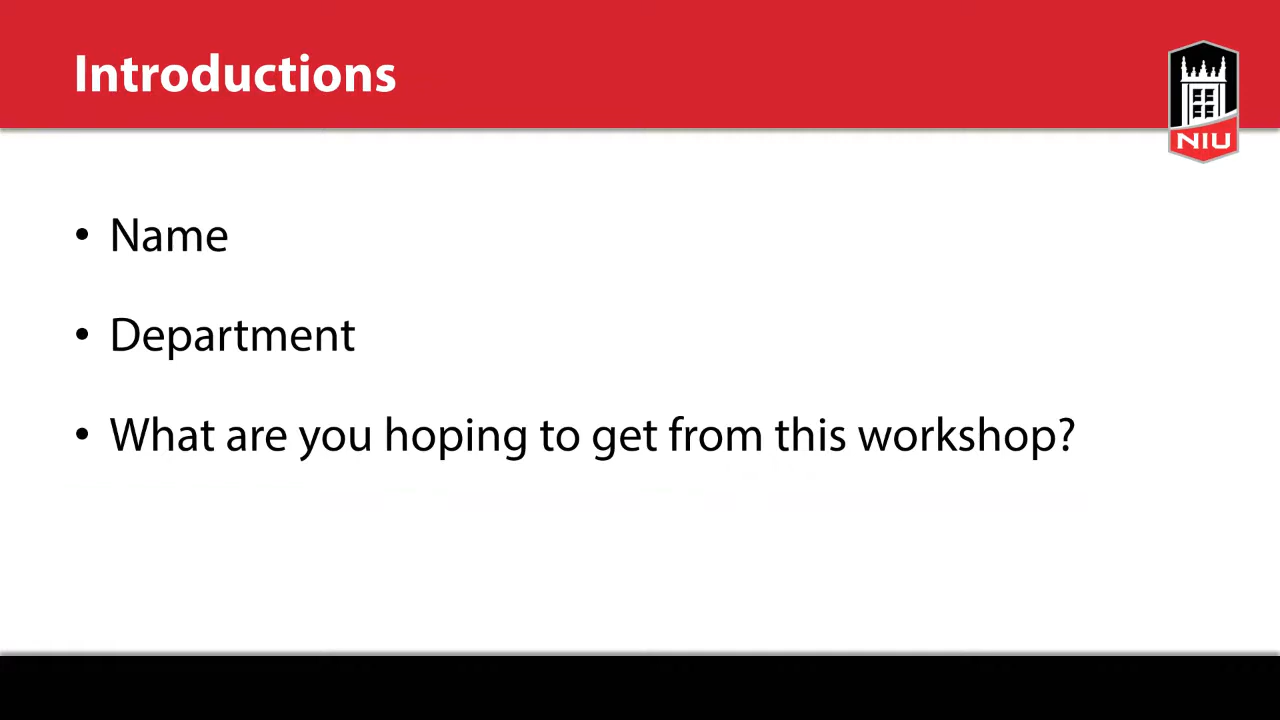 Introductions
NIU
• Name
• Department
• What are you hoping to get from this workshop?